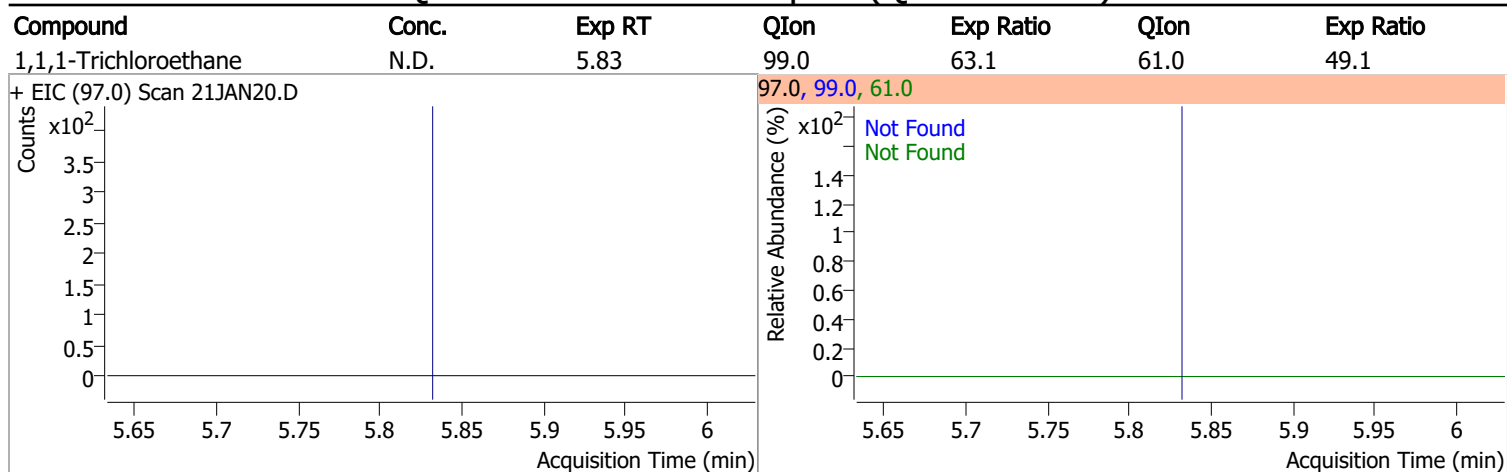 Compound Conc. Exp RT QIon Exp Ratio QIon Exp Ratio
1,1,1-Trichloroethane N.D. 5.83 99.0 63.1 61.0 49.1
+ EIC (97.0) Scan 21JAN20.D
Counts
x10²
3.5
3
2.5
2
1.5
1
0.5
0
5.65 5.7 5.75 5.8 5.85 5.9 5.95 6
Acquisition Time (min)
97.0, 99.0, 61.0
Relative Abundance (%)
x10²
Not Found
Not Found
1.4
1.2
1
0.8
0.6
0.4
0.2
0
5.65 5.7 5.75 5.8 5.85 5.9 5.95 6
Acquisition Time (min)